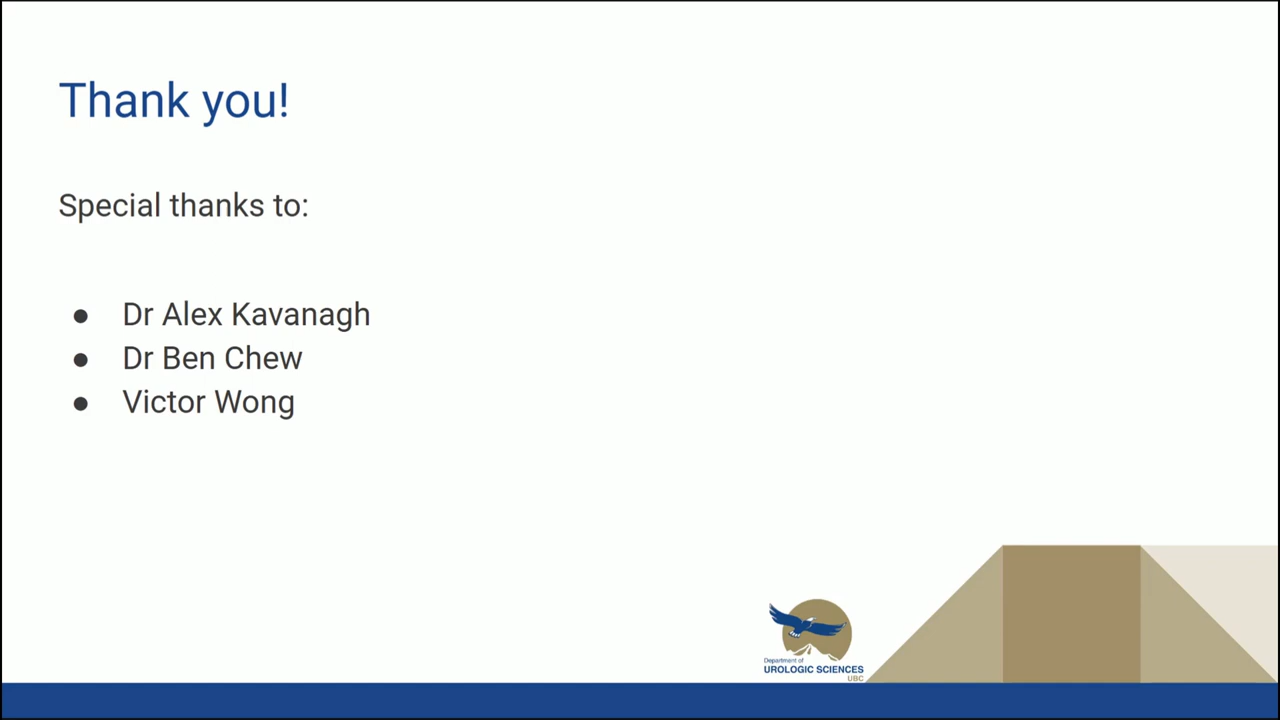 Thank you!
Special thanks to:
● Dr Alex Kavanagh
● Dr Ben Chew
● Victor Wong
Department of
UROLOGIC SCIENCES
UBC